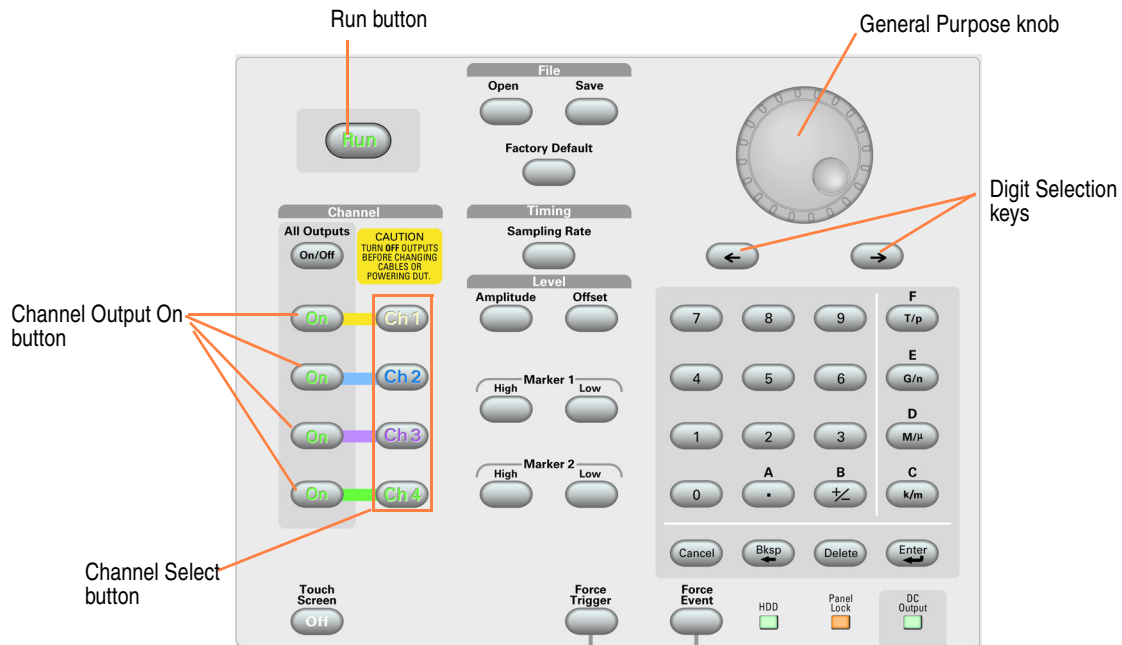 Run button
General Purpose knob
File
Open
Save
Run
Factory Default
Digit Selection
keys
Channel
Timing
All Outputs
On/Off
CAUTION
TURN OFF OUTPUTS
BEFORE CHANGING
CABLES OR
POWERING DUT.
Sampling Rate
←
→
Level
Amplitude
Offset
Channel Output On
button
On
Ch 1
On
Ch 2
On
Ch 3
On
Ch 4
Marker 1
High
Low
Marker 2
High
Low
F
7
8
9
T/p
E
4
5
6
G/n
D
1
2
3
M/µ
A
B
C
0
.
+/−
k/m
Cancel
Bksp
←
Delete
Enter
Channel Select
button
Touch
Screen
Off
Force
Trigger
Force
Event
HDD
Panel
Lock
DC
Output